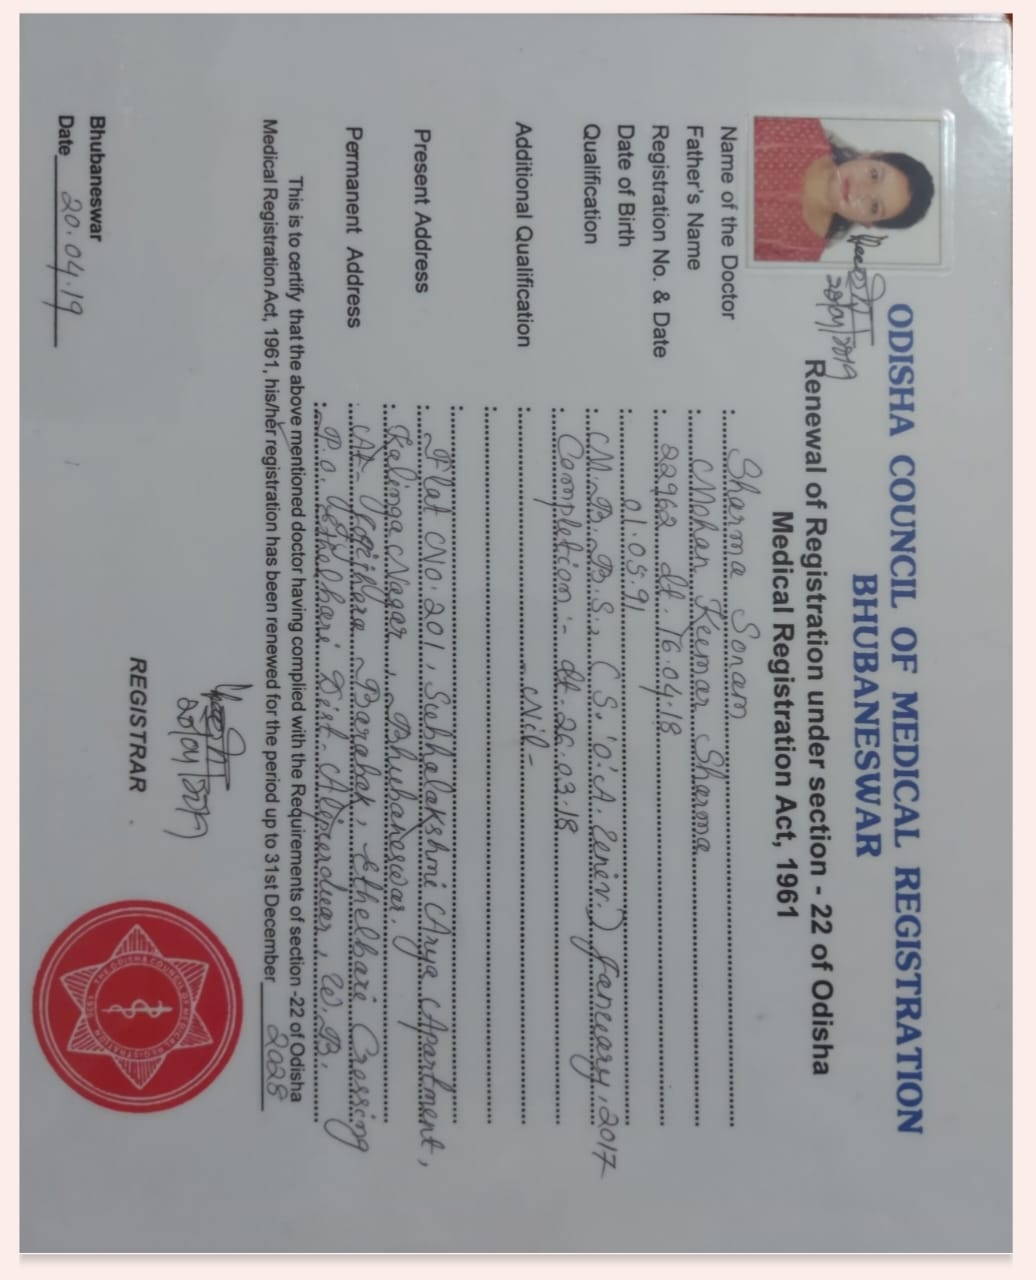 ODISHA COUNCIL OF MEDICAL REGISTRATION
BHUBANESWAR
Renewal of Registration under section - 22 of Odisha
Medical Registration Act, 1961
20/04/2019
Name of the Doctor : Sharma Sonam
Father's Name : Mohan Kumar Sharma
Registration No. & Date : 22962 dt. 16.04.18
Date of Birth : 01.05.91
Qualification : M.B.B.S., (S.'O'.A. Univ.) January, 2017
Completion :- dt. 26.03.18
Additional Qualification : Nil -
Present Address : Flat No. 201, Subhalakshmi Arya Apartment,
: Kalinga Nagar, Bhubaneswar.
Permanent Address : At- Barahak, Ethelbari Crossing
: P.O. Ethelbari Dist. Alipurduar, W.B.
This is to certify that the above mentioned doctor having complied with the Requirements of section -22 of Odisha
Medical Registration Act, 1961, his/her registration has been renewed for the period up to 31st December 2028
20/04/2019
REGISTRAR
Bhubaneswar
Date 20.04.19
THE ODISHA COUNCIL OF MEDICAL REGISTRATION
1936